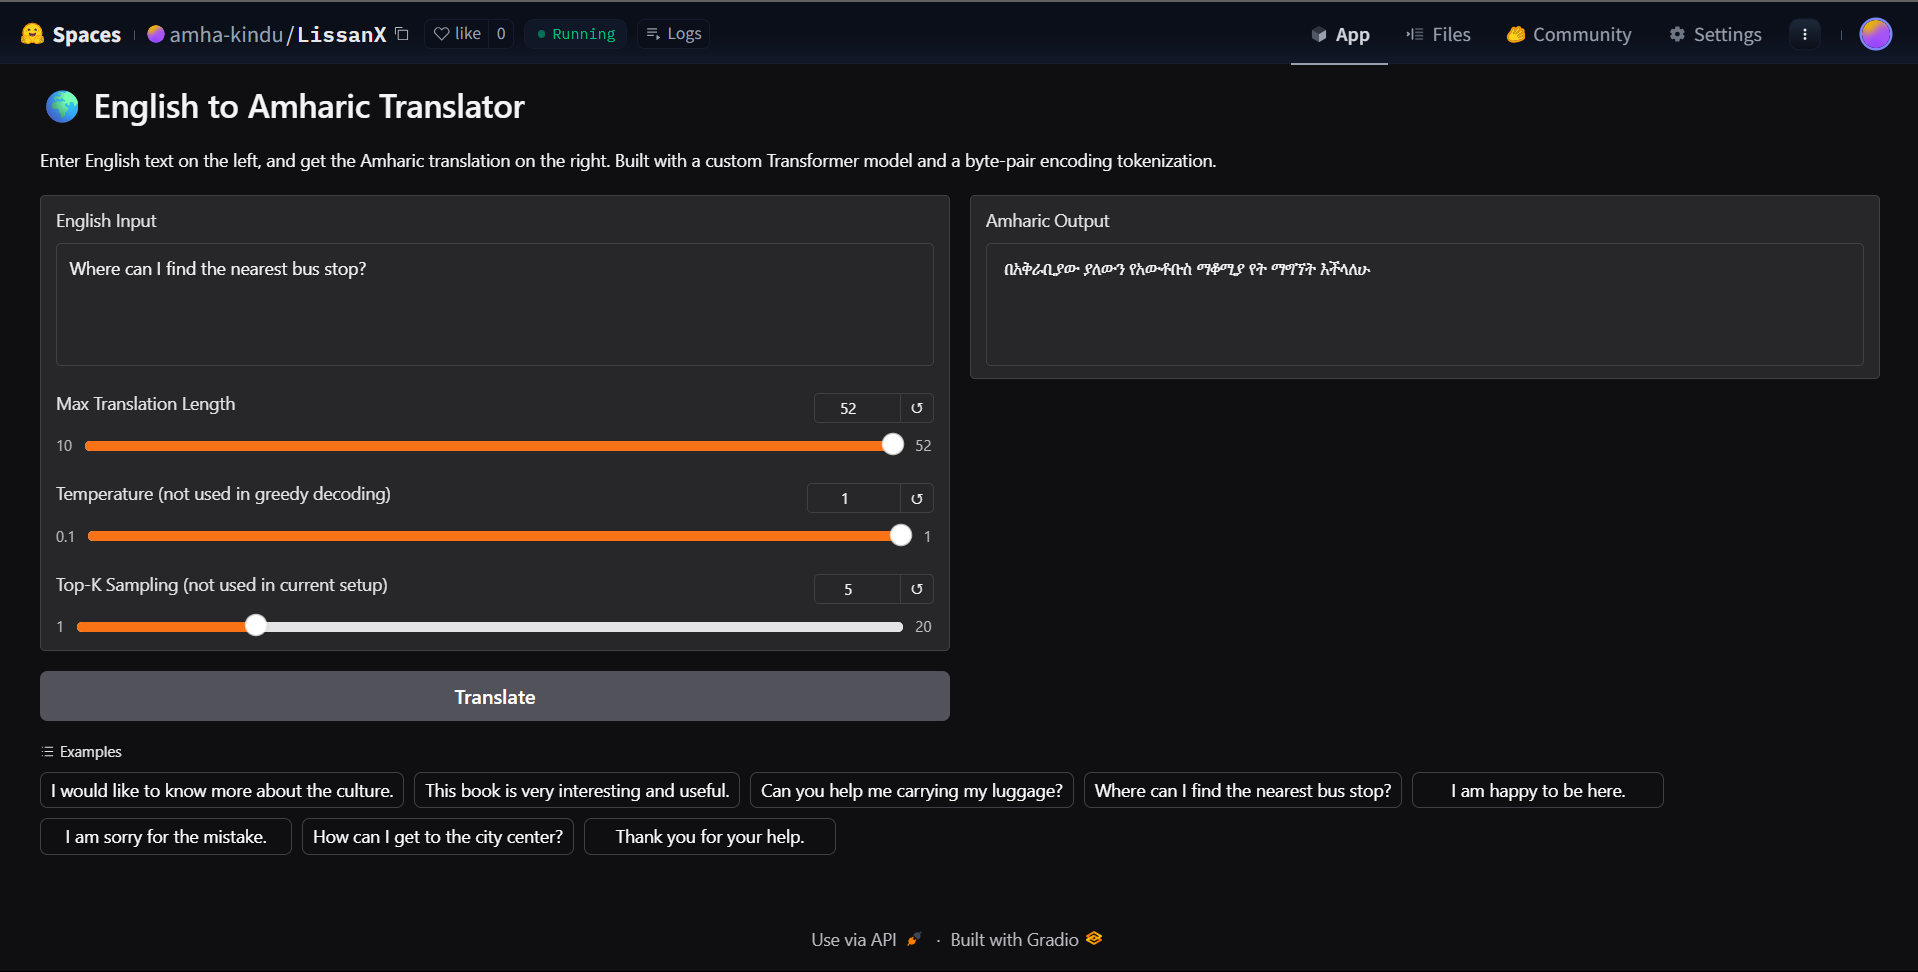 Spaces amha-kindu/LissanX like 0 Running Logs App Files Community Settings
English to Amharic Translator
Enter English text on the left, and get the Amharic translation on the right. Built with a custom Transformer model and a byte-pair encoding tokenization.
English Input
Where can I find the nearest bus stop?
Max Translation Length 52
10 52
Temperature (not used in greedy decoding) 1
0.1 1
Top-K Sampling (not used in current setup) 5
1 20
Translate
Amharic Output
በአቅራቢያው ያለውን የአውቶቡስ ማቆሚያ የት ማግኘት እችላለሁ
Examples
I would like to know more about the culture. This book is very interesting and useful. Can you help me carrying my luggage? Where can I find the nearest bus stop? I am happy to be here.
I am sorry for the mistake. How can I get to the city center? Thank you for your help.
Use via API · Built with Gradio